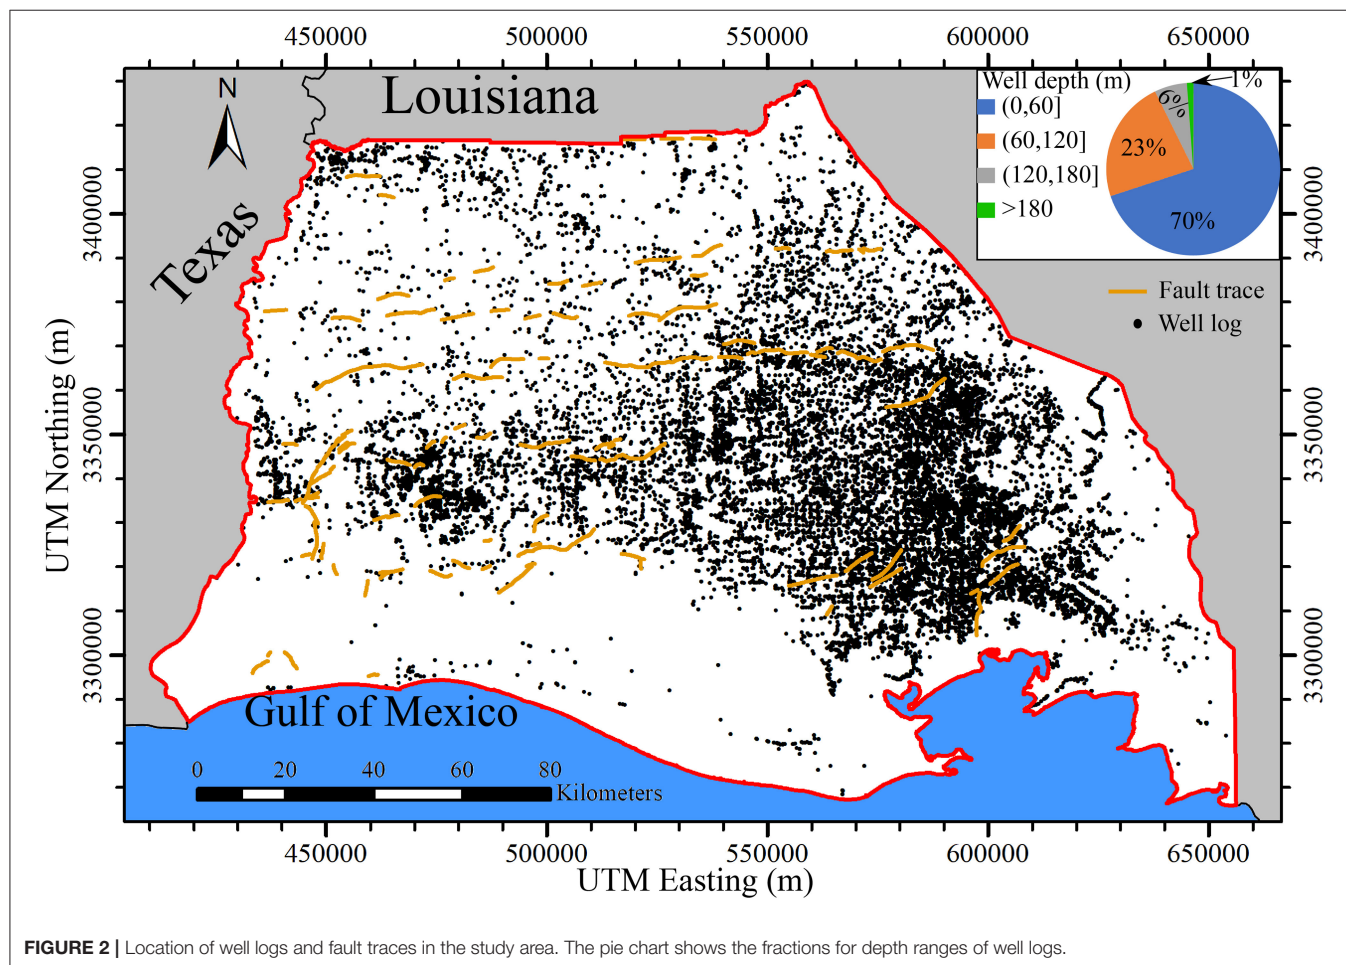 450000 500000 550000 600000 650000
N
Louisiana
Texas
Well depth (m)
(0,60]
(60,120]
(120,180]
>180
1%
6%
23%
70%
Fault trace
Well log
UTM Northing (m)
3400000
3350000
3300000
3400000
3350000
3300000
Gulf of Mexico
0 20 40 60 80
Kilometers
450000 500000 550000 600000 650000
UTM Easting (m)
FIGURE 2 | Location of well logs and fault traces in the study area. The pie chart shows the fractions for depth ranges of well logs.